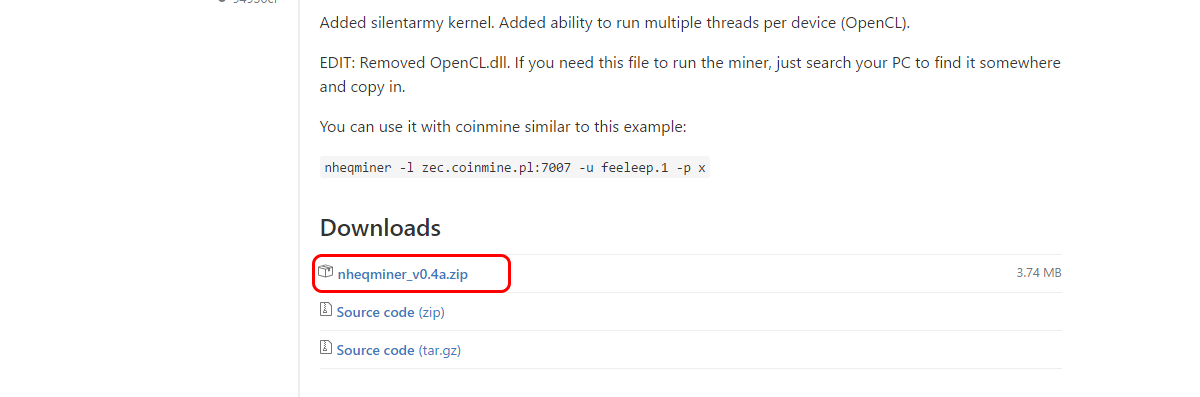 Added silentarmy kernel. Added ability to run multiple threads per device (OpenCL).
EDIT: Removed OpenCL.dll. If you need this file to run the miner, just search your PC to find it somewhere
and copy in.
You can use it with coinmine similar to this example:
nheqminer -l zec.coinmine.pl:7007 -u feeleep.1 -p x
Downloads
nheqminer_v0.4a.zip 3.74 MB
Source code (zip)
Source code (tar.gz)